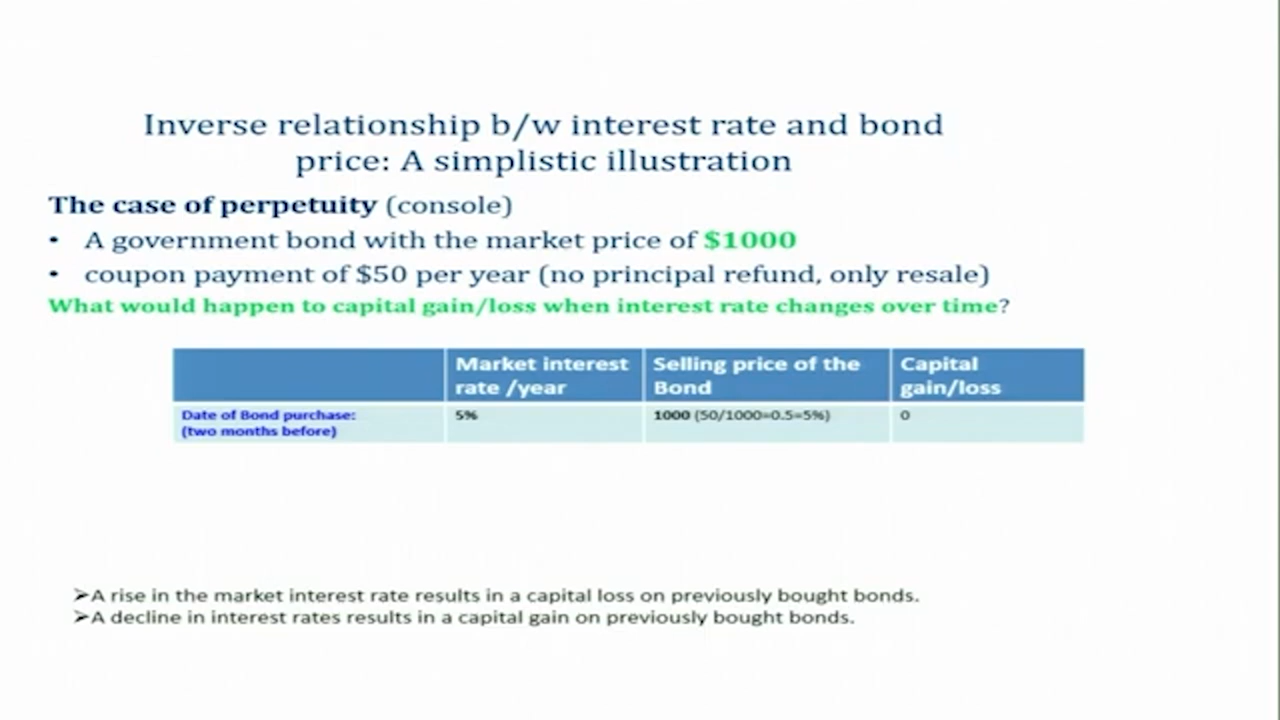 Inverse relationship b/w interest rate and bond
price: A simplistic illustration
The case of perpetuity (console)
• A government bond with the market price of $1000
• coupon payment of $50 per year (no principal refund, only resale)
What would happen to capital gain/loss when interest rate changes over time?
Market interest rate /year
Selling price of the Bond
Capital gain/loss
Date of Bond purchase:
(two months before)
5%
1000 (50/1000=0.5=5%)
0
➢A rise in the market interest rate results in a capital loss on previously bought bonds.
➢A decline in interest rates results in a capital gain on previously bought bonds.